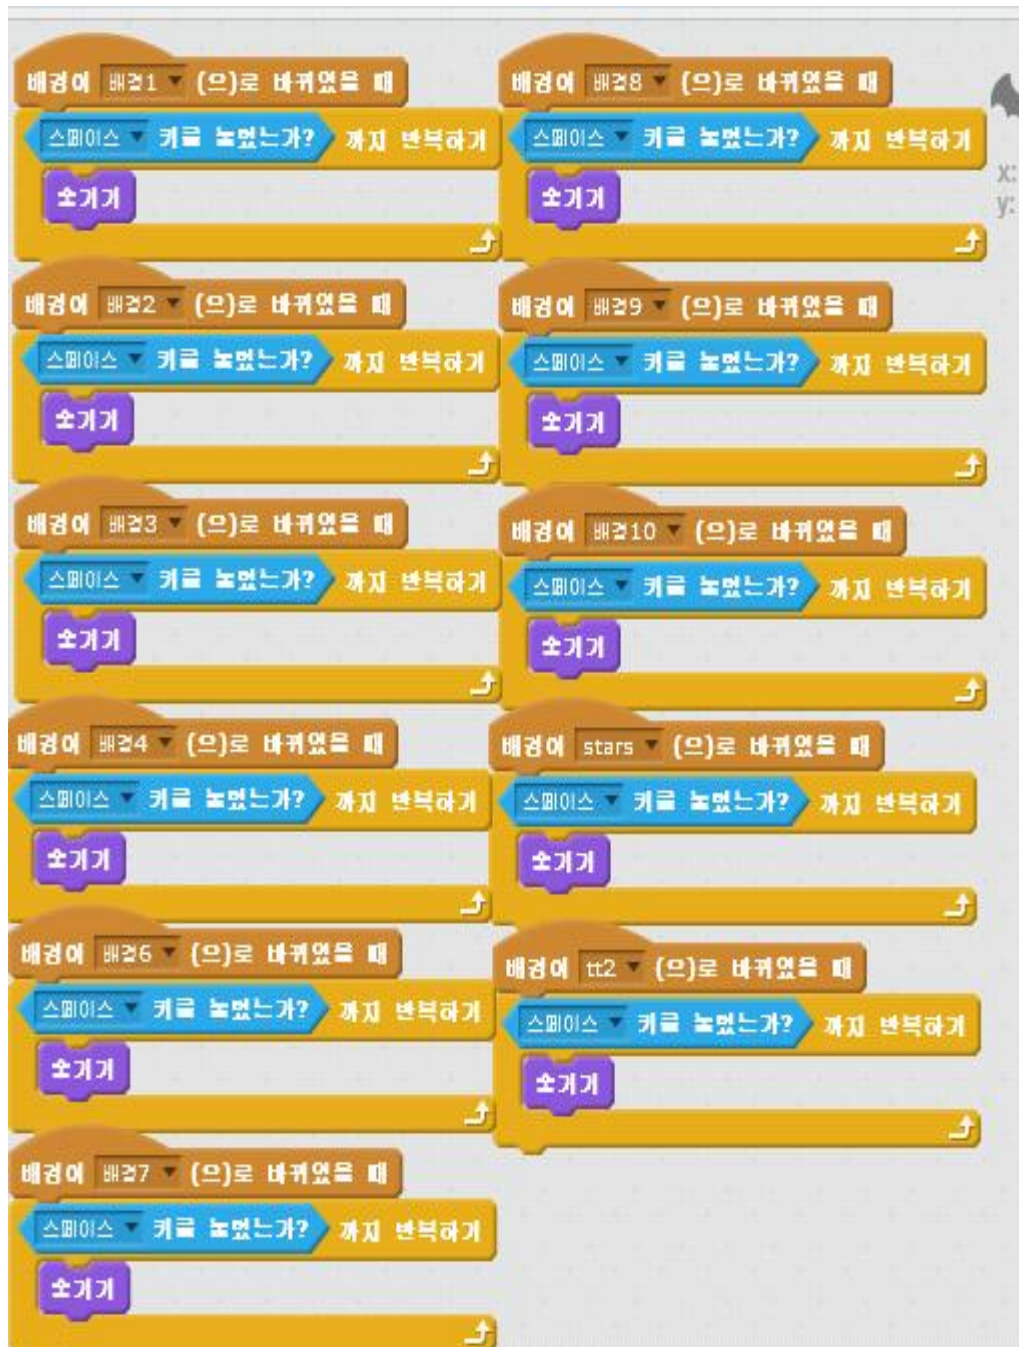 배경이 배경1 (으)로 바뀌었을 때
스페이스 키를 눌렀는가? 까지 반복하기
숨기기
배경이 배경2 (으)로 바뀌었을 때
스페이스 키를 눌렀는가? 까지 반복하기
숨기기
배경이 배경3 (으)로 바뀌었을 때
스페이스 키를 눌렀는가? 까지 반복하기
숨기기
배경이 배경4 (으)로 바뀌었을 때
스페이스 키를 눌렀는가? 까지 반복하기
숨기기
배경이 배경6 (으)로 바뀌었을 때
스페이스 키를 눌렀는가? 까지 반복하기
숨기기
배경이 배경7 (으)로 바뀌었을 때
스페이스 키를 눌렀는가? 까지 반복하기
숨기기
배경이 배경8 (으)로 바뀌었을 때
스페이스 키를 눌렀는가? 까지 반복하기
숨기기
배경이 배경9 (으)로 바뀌었을 때
스페이스 키를 눌렀는가? 까지 반복하기
숨기기
배경이 배경10 (으)로 바뀌었을 때
스페이스 키를 눌렀는가? 까지 반복하기
숨기기
배경이 stars (으)로 바뀌었을 때
스페이스 키를 눌렀는가? 까지 반복하기
숨기기
배경이 tt2 (으)로 바뀌었을 때
스페이스 키를 눌렀는가? 까지 반복하기
숨기기
x:
y: